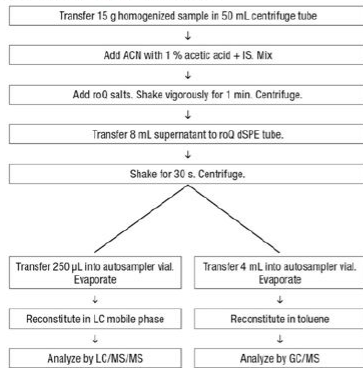 Transfer 15 g homogenized sample in 50 mL centrifuge tube
Add ACN with 1 % acetic acid + IS. Mix
Add roQ salts. Shake vigorously for 1 min. Centrifuge.
Transfer 8 mL supernatant to roQ dSPE tube.
Shake for 30 s. Centrifuge.
Transfer 250 µL into autosampler vial.
Evaporate
Transfer 4 mL into autosampler vial.
Evaporate
Reconstitute in LC mobile phase
Reconstitute in toluene
Analyze by LC/MS/MS
Analyze by GC/MS